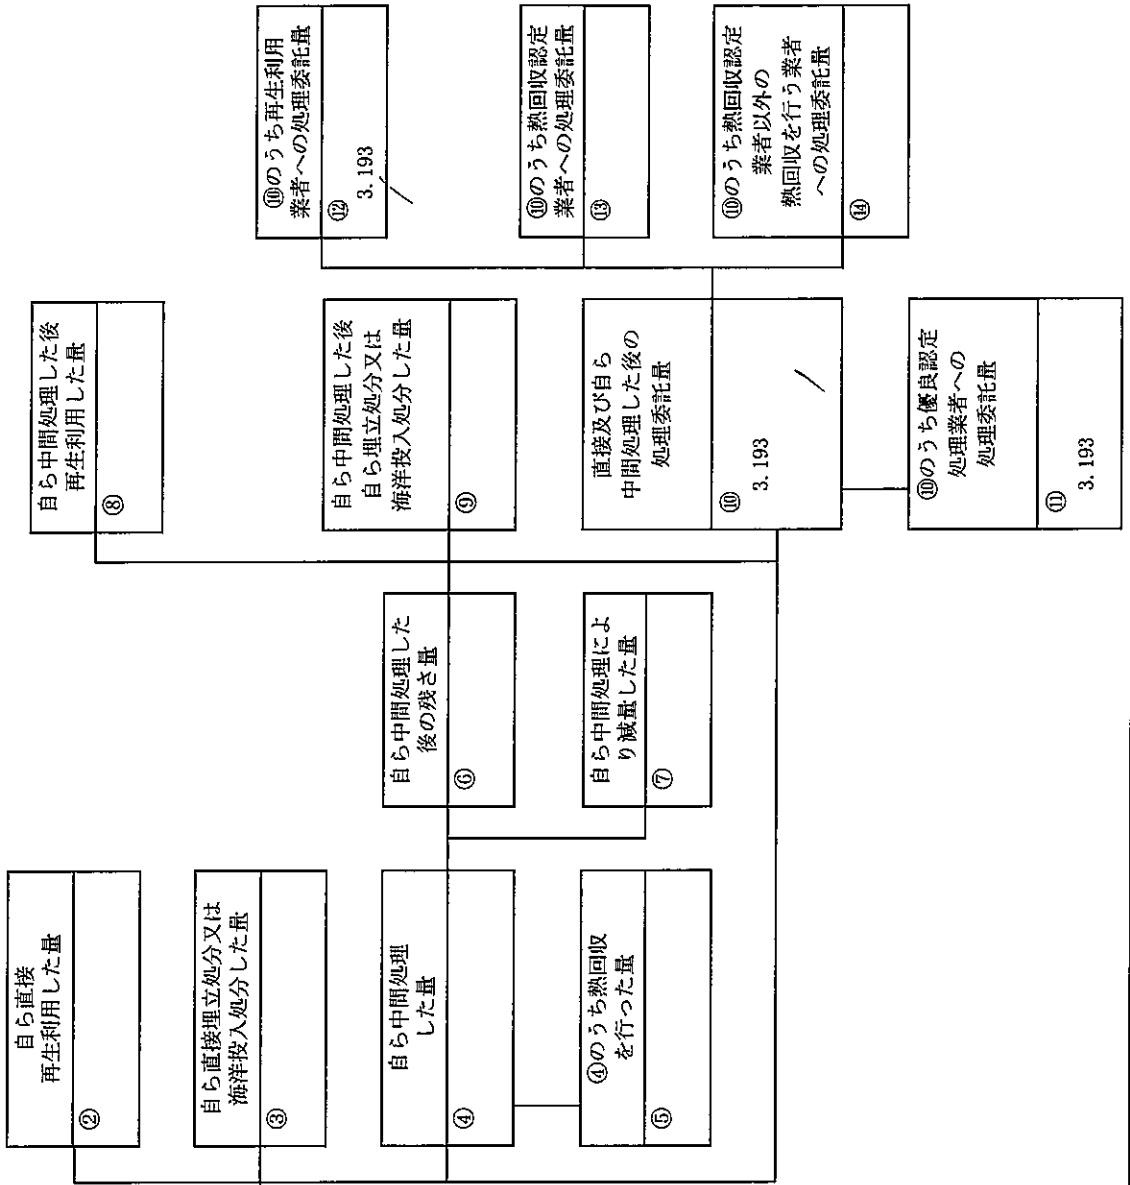 自ら直接
再生利用した量
②
自ら直接埋立処分又は
海洋投入処分した量
③
自ら中間処理
した量
④
④のうち熱回収
を行った量
⑤
自ら中間処理した
後の残さ量
⑥
自ら中間処理によ
り減量した量
⑦
自ら中間処理した後
再生利用した量
⑧
自ら中間処理した後
自ら埋立処分又は
海洋投入処分した量
⑨
直接及び自ら
中間処理した後の
処理委託量
⑩
3.193
⑩のうち優良認定
処理業者への
処理委託量
⑪
3.193
⑩のうち再生利用
業者への処理委託量
⑫
3.193
⑩のうち熱回収認定
業者への処理委託量
⑬
⑩のうち熱回収認定
業者以外の
熱回収を行う業者
への処理委託量
⑭